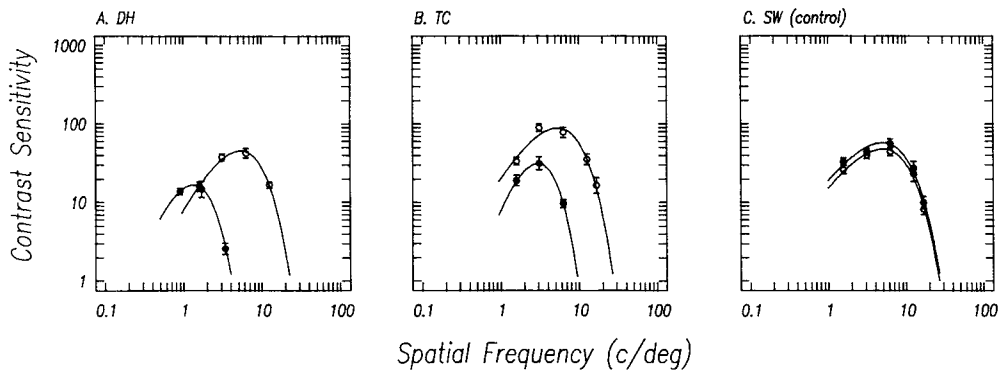 A. DH
B. TC
C. SW (control)
Contrast Sensitivity
1000
100
10
1
0.1 1 10 100
0.1 1 10 100
0.1 1 10 100
Spatial Frequency (c/deg)